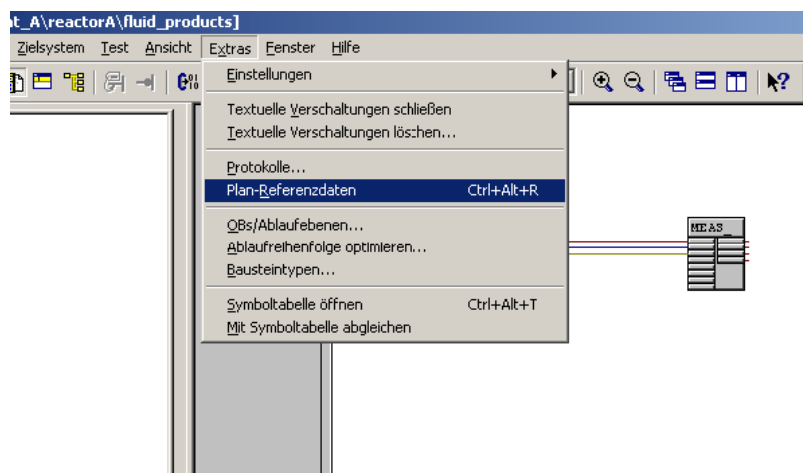 t_A\reactorA\fluid_products]
Zielsystem Test Ansicht Extras Fenster Hilfe
Einstellungen
Textuelle Verschaltungen schließen
Textuelle Verschaltungen löschen...
Protokolle...
Plan-Referenzdaten Ctrl+Alt+R
OBs/Ablaufebenen...
Ablaufreihenfolge optimieren...
Bausteintypen...
Symboltabelle öffnen Ctrl+Alt+T
Mit Symboltabelle abgleichen
MEAS_